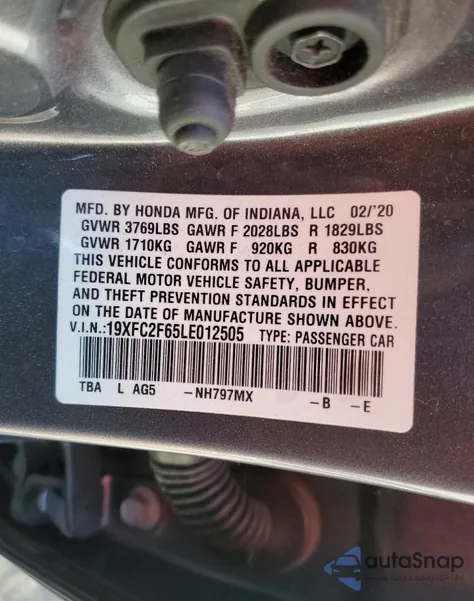 MFD. BY HONDA MFG. OF INDIANA, LLC 02/'20
GVWR 3769LBS GAWR F 2028LBS R 1829LBS
GVWR 1710KG GAWR F 920KG R 830KG
THIS VEHICLE CONFORMS TO ALL APPLICABLE
FEDERAL MOTOR VEHICLE SAFETY, BUMPER,
AND THEFT PREVENTION STANDARDS IN EFFECT
ON THE DATE OF MANUFACTURE SHOWN ABOVE.
V.I.N.:19XFC2F65LE012505 TYPE: PASSENGER CAR
TBA L AG5 -NH797MX -B -E
autaSnap